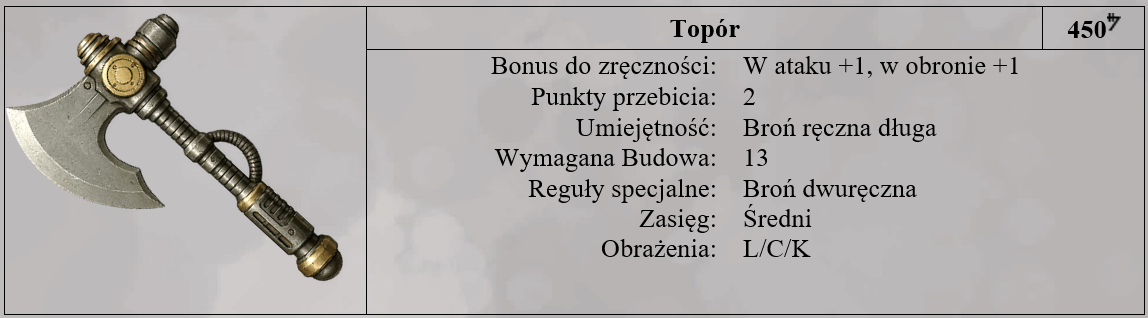 Topór
450
Bonus do zręczności: W ataku +1, w obronie +1
Punkty przebicia: 2
Umiejętność: Broń ręczna długa
Wymagana Budowa: 13
Reguły specjalne: Broń dwuręczna
Zasięg: Średni
Obrażenia: L/C/K